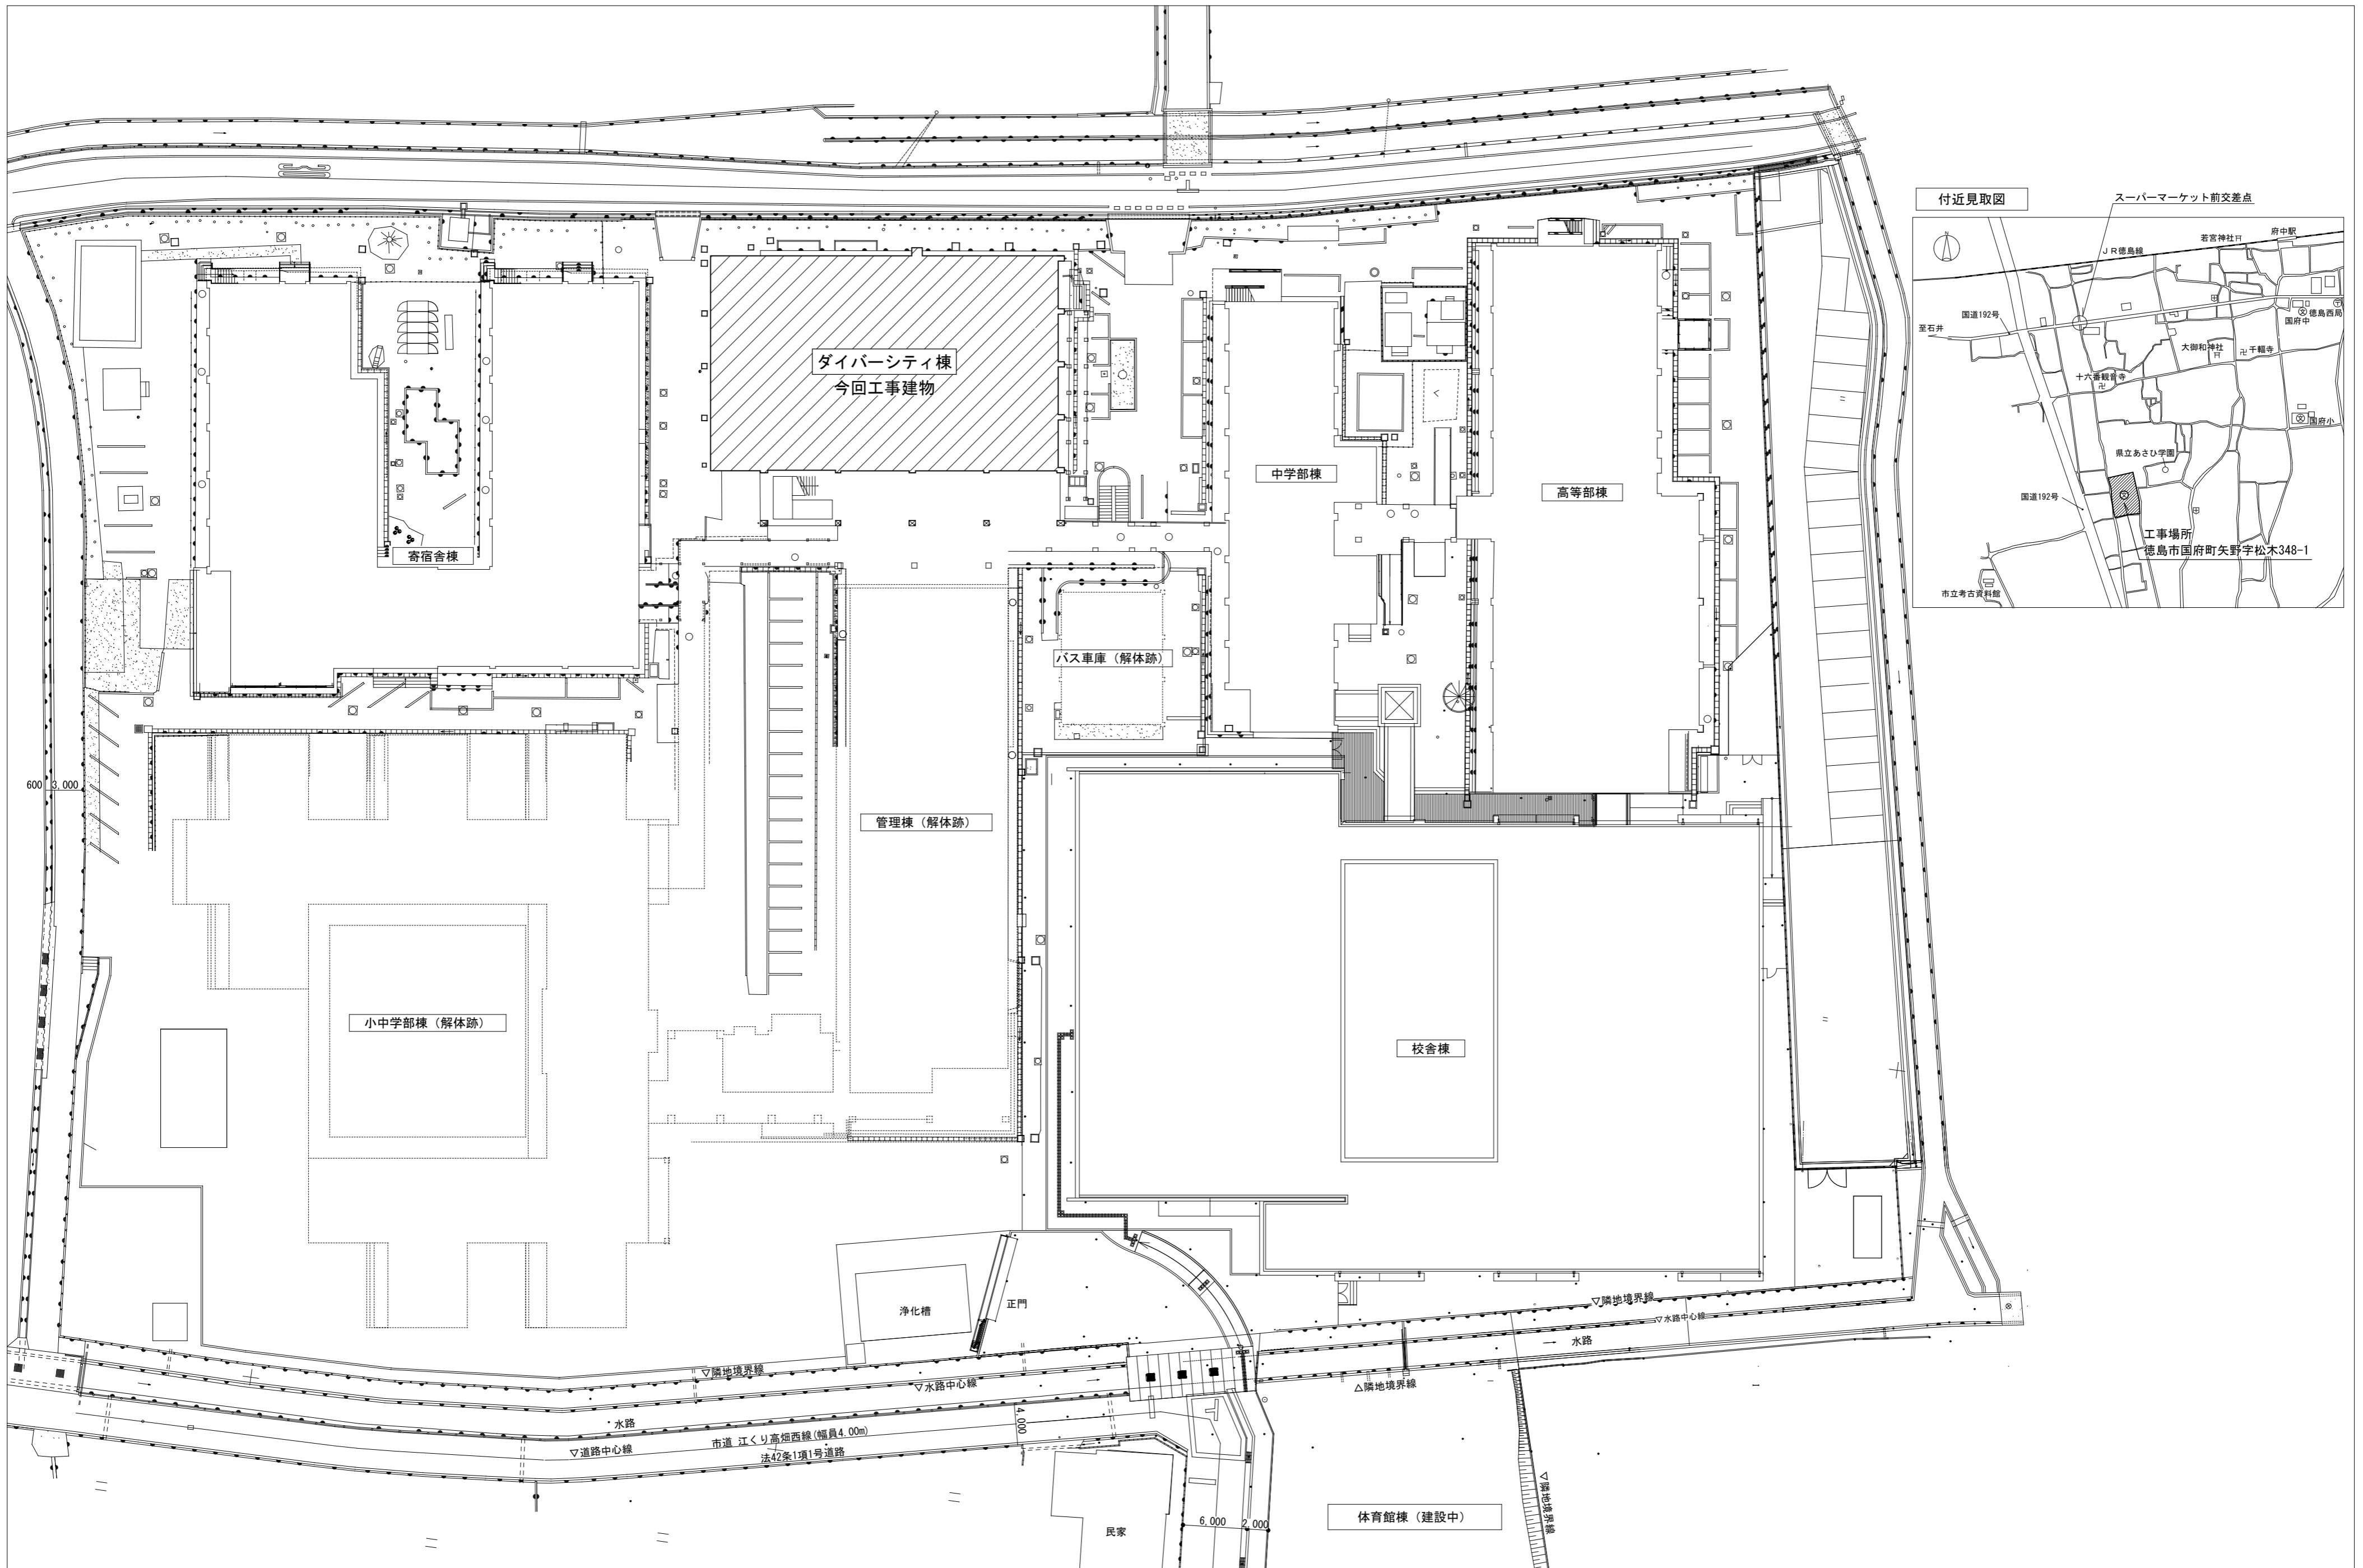 付近見取図
スーパーマーケット前交差点
N
若宮神社
府中駅
ＪＲ徳島線
国道192号
至石井
徳島西局
国府中
大御和神社
千輻寺
十六番観音寺
国府小
県立あさひ学園
国道192号
工事場所
徳島市国府町矢野字松木348-1
市立考古資料館
ダイバーシティ棟
今回工事建物
中学部棟
高等部棟
寄宿舎棟
バス車庫（解体跡）
600
3,000
管理棟（解体跡）
小中学部棟（解体跡）
校舎棟
浄化槽
正門
▽隣地境界線
▽水路中心線
水路
▽隣地境界線
▽水路中心線
△隣地境界線
水路
4,000
市道 江くり高畑西線(幅員4.00m)
▽道路中心線
法42条1項1号道路
▽隣地境界線
体育館棟（建設中）
6,000
2,000
民家